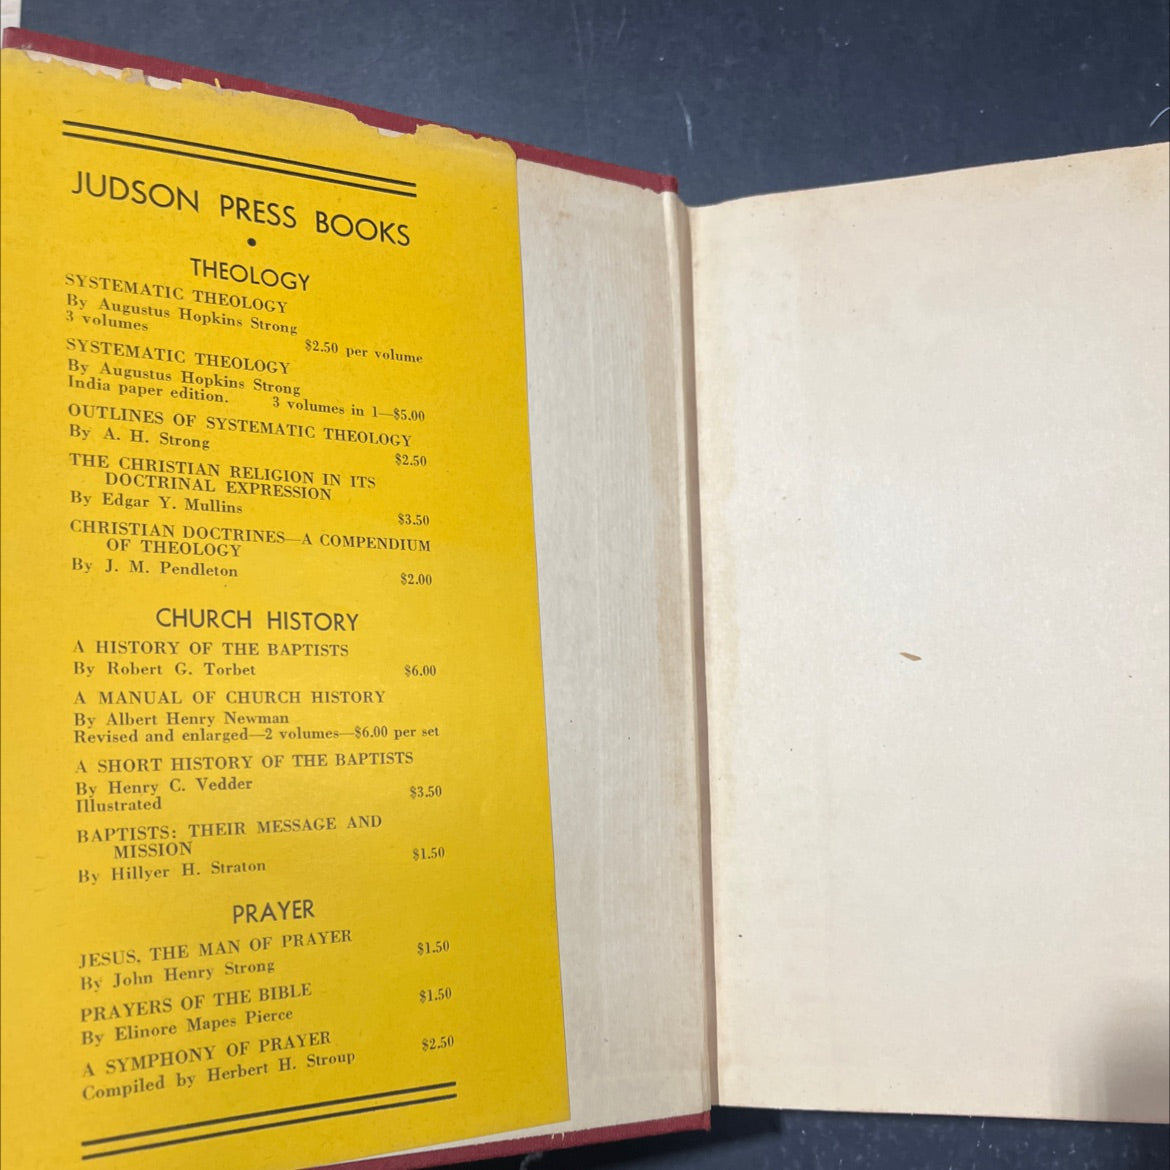 JUDSON PRESS BOOKS
•
THEOLOGY
SYSTEMATIC THEOLOGY
By Augustus Hopkins Strong
3 volumes
$2.50 per volume
SYSTEMATIC THEOLOGY
By Augustus Hopkins Strong
India paper edition. 3 volumes in 1—$5.00
OUTLINES OF SYSTEMATIC THEOLOGY
By A. H. Strong
$2.50
THE CHRISTIAN RELIGION IN ITS
DOCTRINAL EXPRESSION
By Edgar Y. Mullins
$3.50
CHRISTIAN DOCTRINES—A COMPENDIUM
OF THEOLOGY
By J. M. Pendleton $2.00
CHURCH HISTORY
A HISTORY OF THE BAPTISTS
By Robert G. Torbet $6.00
A MANUAL OF CHURCH HISTORY
By Albert Henry Newman
Revised and enlarged—2 volumes—$6.00 per set
A SHORT HISTORY OF THE BAPTISTS
By Henry C. Vedder
Illustrated $3.50
BAPTISTS: THEIR MESSAGE AND
MISSION
By Hillyer H. Straton $1.50
PRAYER
JESUS, THE MAN OF PRAYER
By John Henry Strong $1.50
PRAYERS OF THE BIBLE
By Elinore Mapes Pierce $1.50
A SYMPHONY OF PRAYER
Compiled by Herbert H. Stroup $2.50